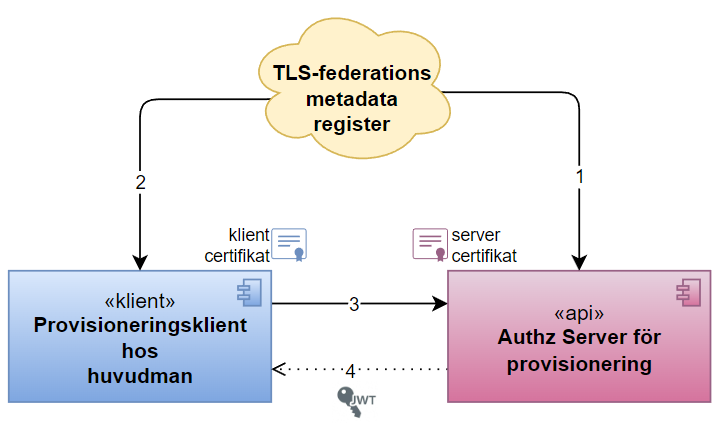 TLS-federations
metadata
register
2
1
klient
certifikat
server
certifikat
«klient»
Provisioneringsklient
hos
huvudman
3
4
JWT
«api»
Authz Server för
provisionering